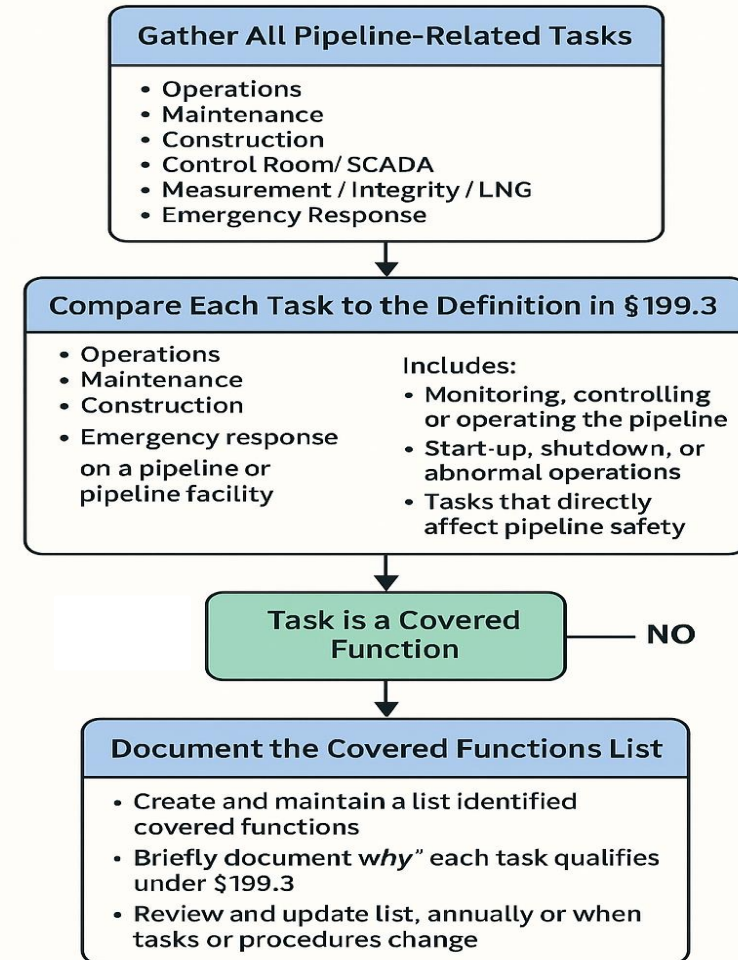 Gather All Pipeline-Related Tasks
• Operations
• Maintenance
• Construction
• Control Room/ SCADA
• Measurement / Integrity / LNG
• Emergency Response
Compare Each Task to the Definition in §199.3
• Operations
• Maintenance
• Construction
• Emergency response
on a pipeline or
pipeline facility
Includes:
• Monitoring, controlling
or operating the pipeline
• Start-up, shutdown, or
abnormal operations
• Tasks that directly
affect pipeline safety
Task is a Covered
Function
NO
Document the Covered Functions List
• Create and maintain a list identified
covered functions
• Briefly document why” each task qualifies
under $199.3
• Review and update list, annually or when
tasks or procedures change